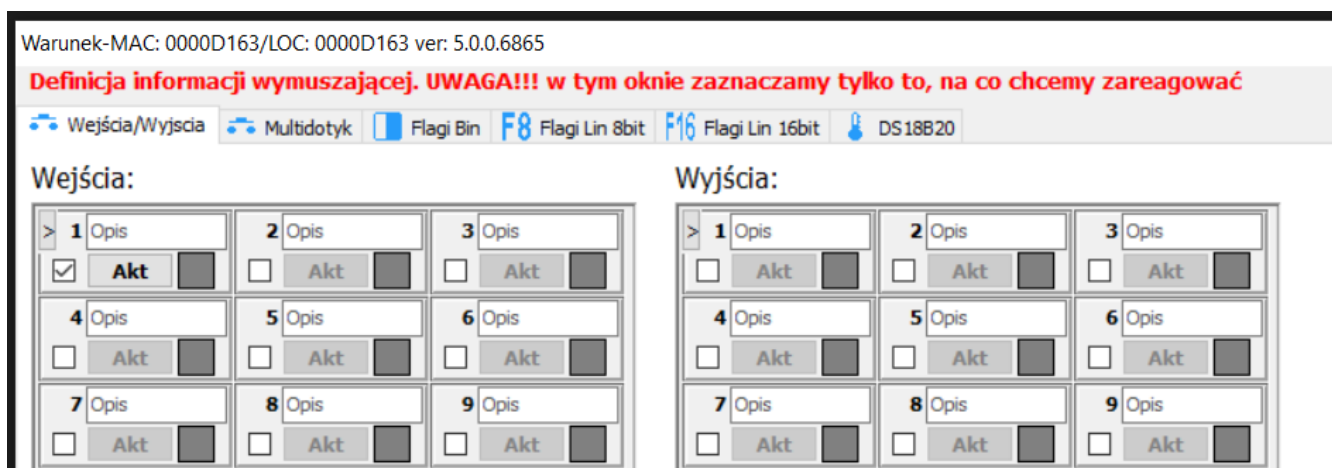 Warunek-MAC: 0000D163/LOC: 0000D163 ver: 5.0.0.6865
Definicja informacji wymuszającej. UWAGA!!! w tym oknie zaznaczamy tylko to, na co chcemy zareagować
Wejścia/Wyjscia Multidotyk Flagi Bin F8 Flagi Lin 8bit F16 Flagi Lin 16bit DS18B20
Wejścia: Wyjścia:
> 1 Opis 2 Opis 3 Opis > 1 Opis 2 Opis 3 Opis
Akt Akt Akt Akt Akt Akt
4 Opis 5 Opis 6 Opis 4 Opis 5 Opis 6 Opis
Akt Akt Akt Akt Akt Akt
7 Opis 8 Opis 9 Opis 7 Opis 8 Opis 9 Opis
Akt Akt Akt Akt Akt Akt